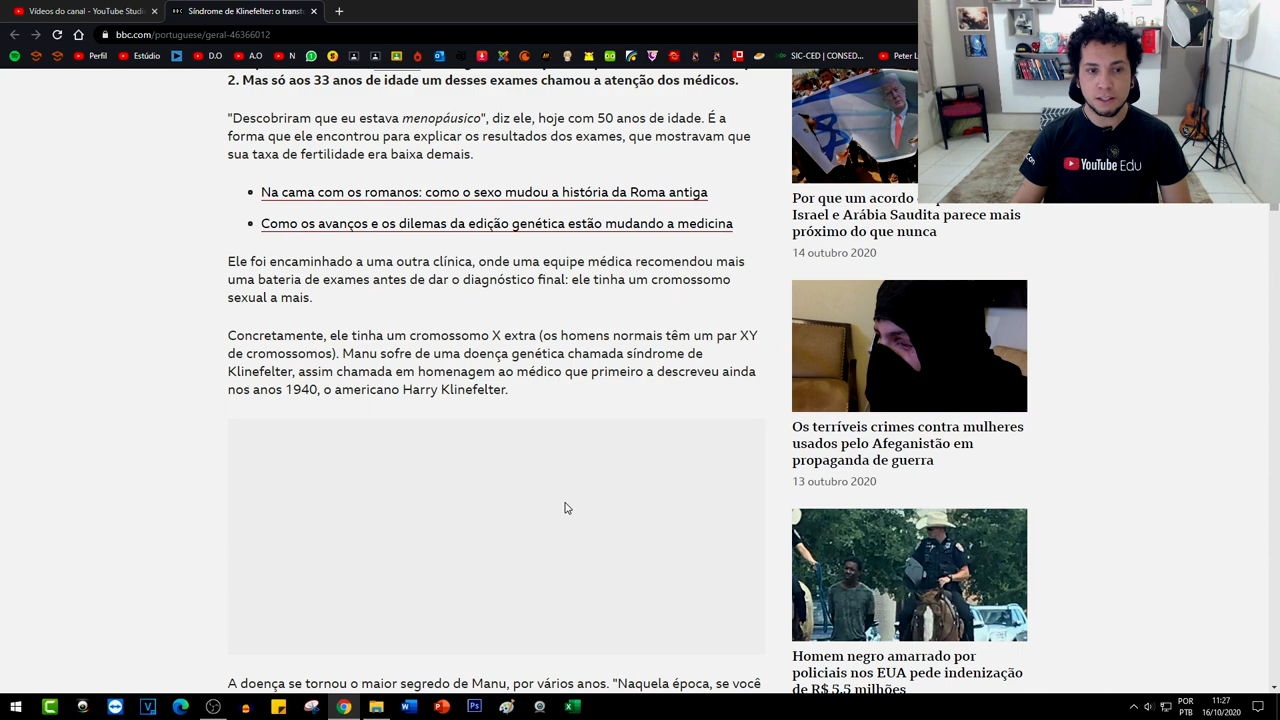 Vídeos do canal - YouTube Studi
Síndrome de Klinefelter: o transt
bbc.com/portuguese/geral-46366012
Perfil
Estúdio
D.O
A.O
N
SIC-CED | CONSED...
Peter L
2. Mas só aos 33 anos de idade um desses exames chamou a atenção dos médicos.
"Descobriram que eu estava menopáusico", diz ele, hoje com 50 anos de idade. É a
forma que ele encontrou para explicar os resultados dos exames, que mostravam que
sua taxa de fertilidade era baixa demais.
Na cama com os romanos: como o sexo mudou a história da Roma antiga
Como os avanços e os dilemas da edição genética estão mudando a medicina
Ele foi encaminhado a uma outra clínica, onde uma equipe médica recomendou mais
uma bateria de exames antes de dar o diagnóstico final: ele tinha um cromossomo
sexual a mais.
Concretamente, ele tinha um cromossomo X extra (os homens normais têm um par XY
de cromossomos). Manu sofre de uma doença genética chamada síndrome de
Klinefelter, assim chamada em homenagem ao médico que primeiro a descreveu ainda
nos anos 1940, o americano Harry Klinefelter.
A doença se tornou o maior segredo de Manu, por vários anos. "Naquela época, se você
Por que um acordo
Israel e Arábia Saudita parece mais
próximo do que nunca
14 outubro 2020
Os terríveis crimes contra mulheres
usados pelo Afeganistão em
propaganda de guerra
13 outubro 2020
Homem negro amarrado por
policiais nos EUA pede indenização
de R$ 5,5 milhões
YouTube Edu
POR
PTB
11:27
16/10/2020